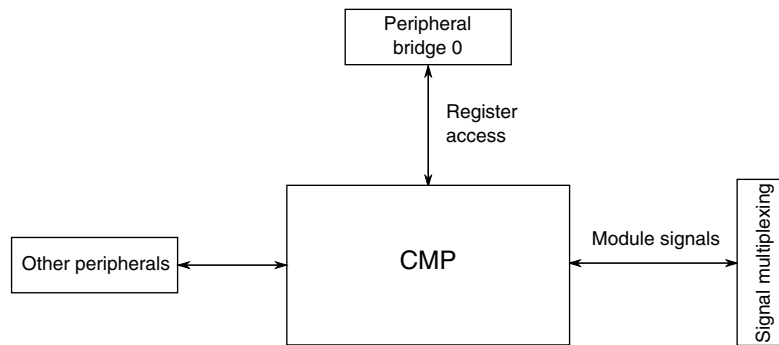 Peripheral
bridge 0
Register
access
Other peripherals
CMP
Module signals
Signal multiplexing